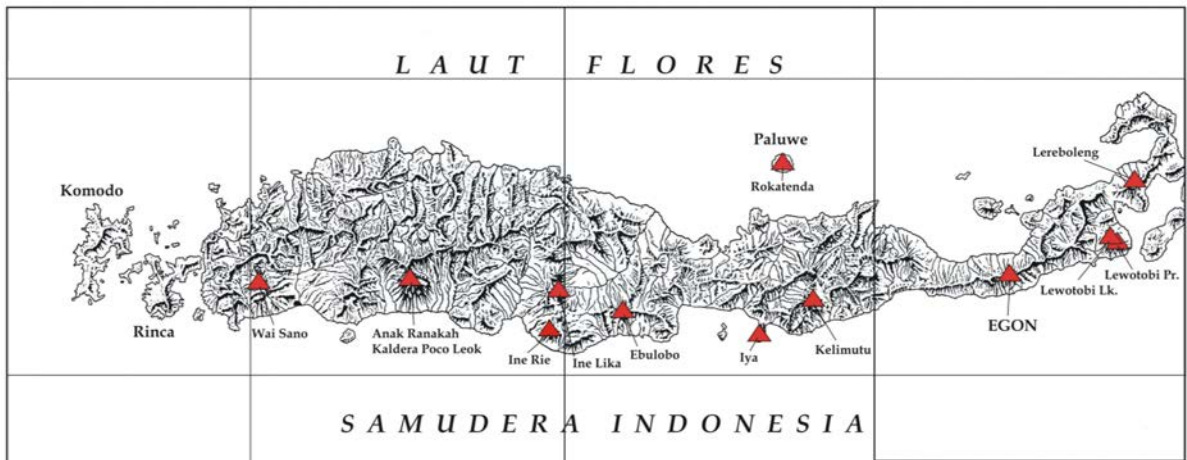 LAUT FLORES
Paluwe
Rokatenda
Lereboleng
Komodo
Rinca
Wai Sano
Anak Ranakah
Kaldera Poco Leok
Ine Rie
Ine Lika
Ebulobo
Iya
Kelimutu
EGON
Lewotobi Lk.
Lewotobi Pr.
SAMUDERA INDONESIA